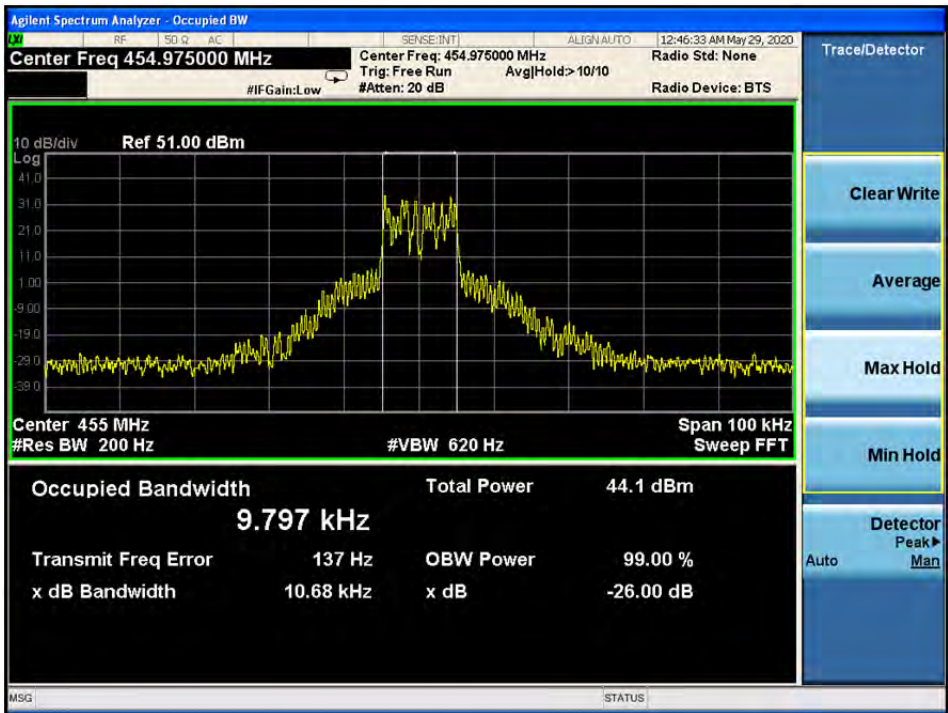 Agilent Spectrum Analyzer - Occupied BW
LXI RF 50 Ω AC SENSE:INT ALIGN AUTO 12:46:33 AM May 29, 2020
Center Freq 454.975000 MHz
Center Freq: 454.975000 MHz
Radio Std: None
Trig: Free Run
Avg|Hold:>10/10
#IFGain:Low
#Atten: 20 dB
Radio Device: BTS
10 dB/div Ref 51.00 dBm
Log
41.0
31.0
21.0
11.0
1.00
-9.00
-19.0
-29.0
-39.0
Center 455 MHz Span 100 kHz
#Res BW 200 Hz #VBW 620 Hz Sweep FFT
Occupied Bandwidth Total Power 44.1 dBm
9.797 kHz
Transmit Freq Error 137 Hz OBW Power 99.00 %
x dB Bandwidth 10.68 kHz x dB -26.00 dB
MSG STATUS
Trace/Detector
Clear Write
Average
Max Hold
Min Hold
Detector
Peak▶
Auto Man